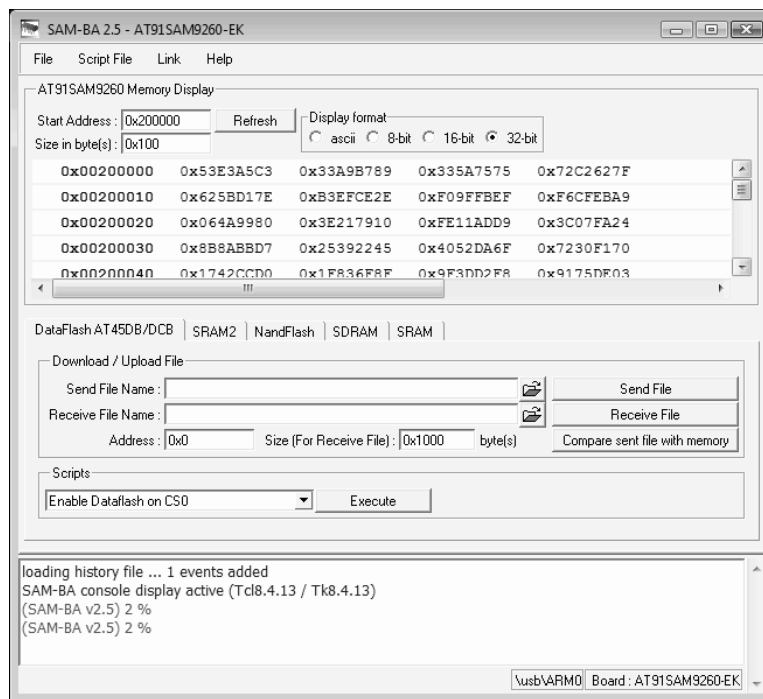 SAM-BA 2.5 - AT91SAM9260-EK
File Script File Link Help
AT91SAM9260 Memory Display
Start Address : 0x200000 Refresh Display format
Size in byte(s) : 0x100 ascii 8-bit 16-bit 32-bit
0x00200000 0x53E3A5C3 0x33A9B789 0x335A7575 0x72C2627F
0x00200010 0x625BD17E 0xB3EFCE2E 0xF09FFBEF 0xF6CFEBA9
0x00200020 0x064A9980 0x3E217910 0xFE11ADD9 0x3C07FA24
0x00200030 0x8B8ABBD7 0x25392245 0x4052DA6F 0x7230F170
0x00200040 0x1742CCD0 0x1F836F8F 0x9F3DD2F8 0x9175DE03
DataFlash AT45DB/DCB SRAM2 NandFlash SDRAM SRAM
Download / Upload File
Send File Name : Send File
Receive File Name : Receive File
Address : 0x0 Size (For Receive File) : 0x1000 byte(s) Compare sent file with memory
Scripts
Enable Dataflash on CS0 Execute
loading history file ... 1 events added
SAM-BA console display active (Tcl8.4.13 / Tk8.4.13)
(SAM-BA v2.5) 2 %
(SAM-BA v2.5) 2 %
\usb\ARM0 Board : AT91SAM9260-EK